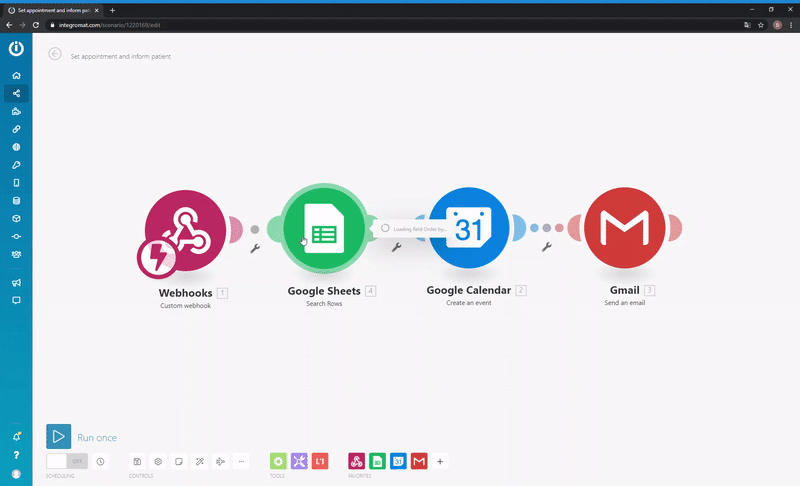 Set appointment and inform pati
integromat.com/scenario/1220169/edit
Set appointment and inform patient
Loading field Order by...
31
Webhooks 1
Custom webhook
Google Sheets 4
Search Rows
Google Calendar 2
Create an event
Gmail 3
Send an email
Run once
OFF
SCHEDULING
CONTROLS
TOOLS
FAVORITES
31